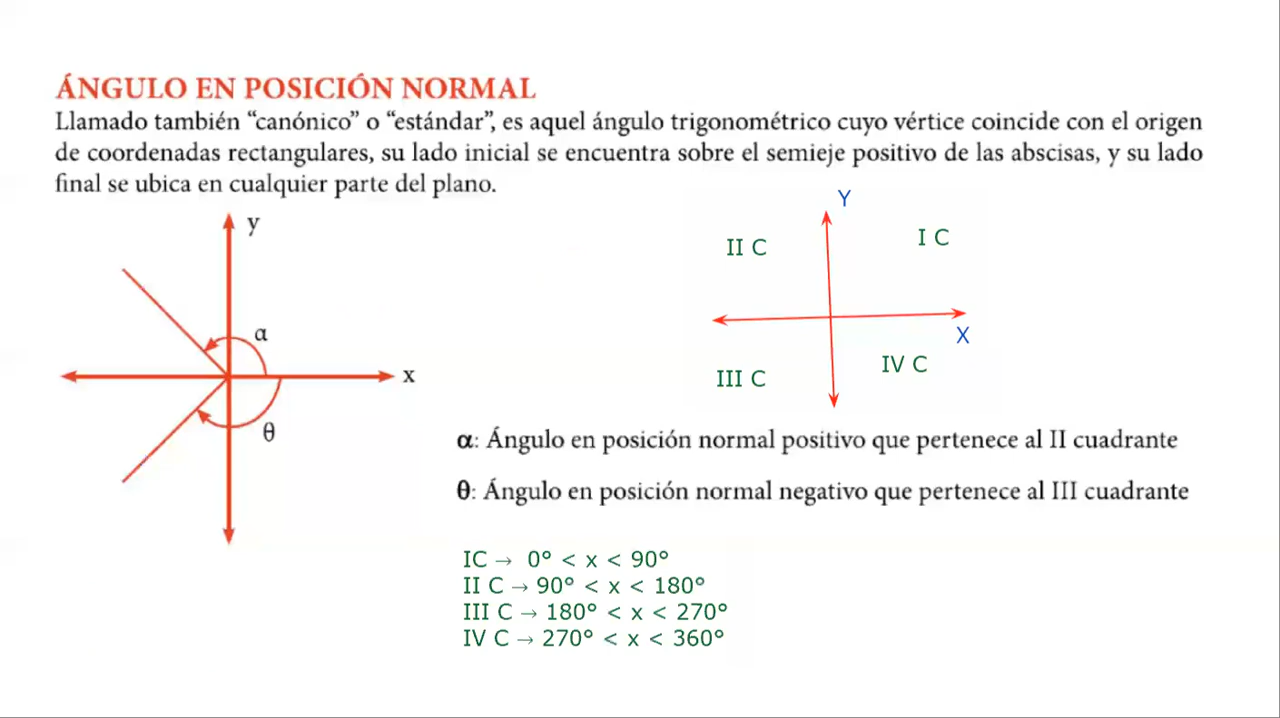 ÁNGULO EN POSICIÓN NORMAL
Llamado también “canónico” o “estándar”, es aquel ángulo trigonométrico cuyo vértice coincide con el origen
de coordenadas rectangulares, su lado inicial se encuentra sobre el semieje positivo de las abscisas, y su lado
final se ubica en cualquier parte del plano.
y
α
x
θ
Y
II C
I C
X
III C
IV C
α: Ángulo en posición normal positivo que pertenece al II cuadrante
θ: Ángulo en posición normal negativo que pertenece al III cuadrante
IC → 0° < x < 90°
II C → 90° < x < 180°
III C → 180° < x < 270°
IV C → 270° < x < 360°